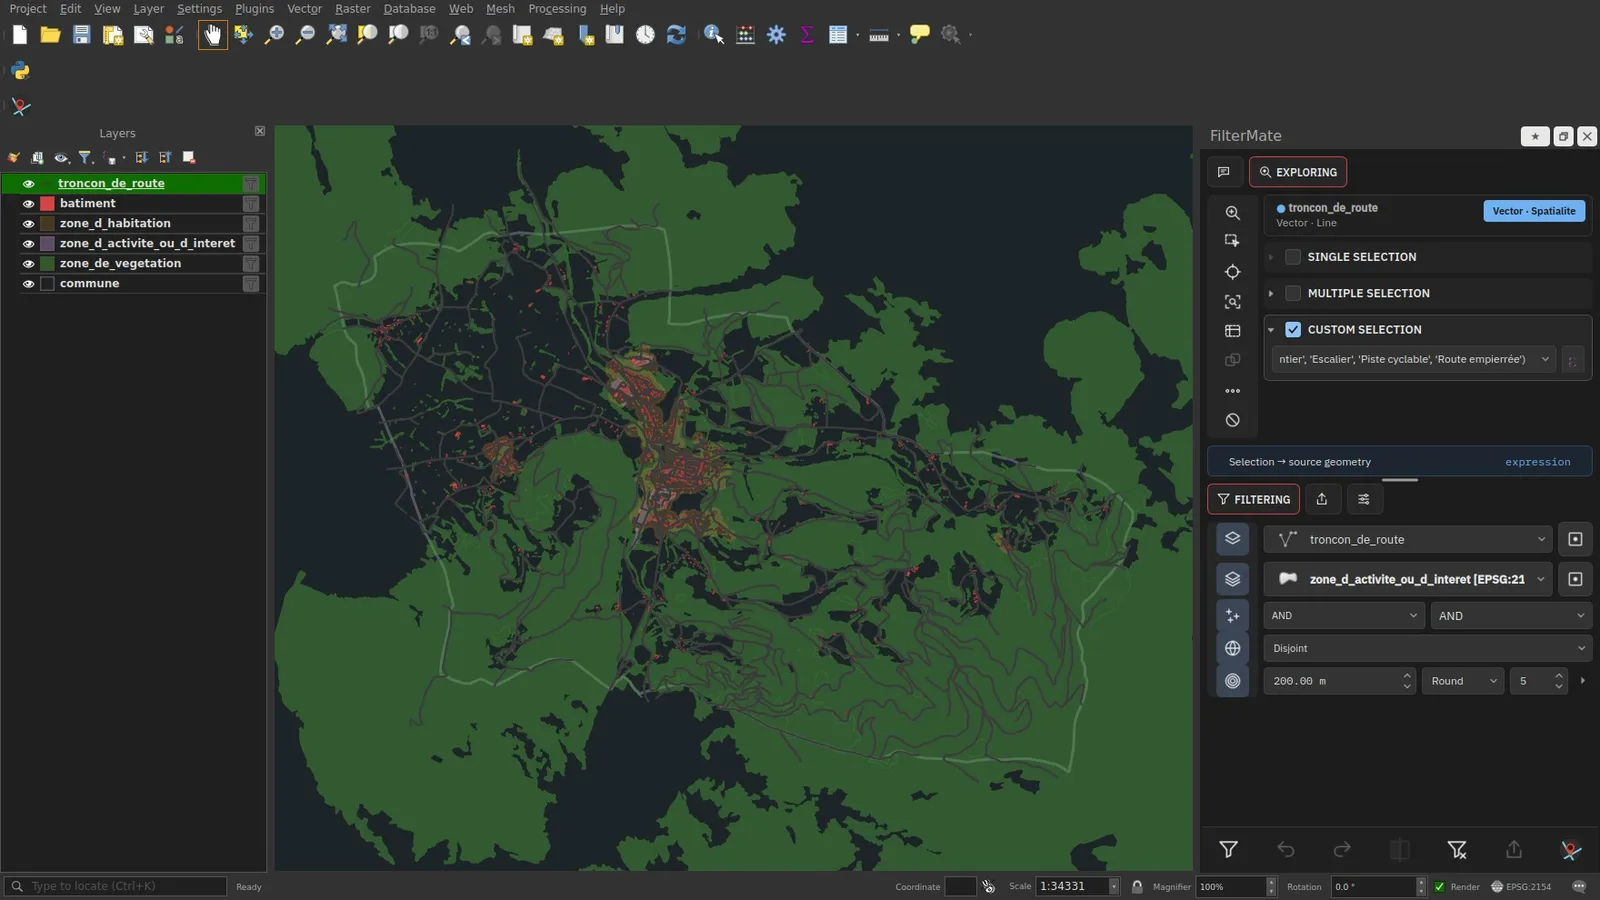 Project Edit View Layer Settings Plugins Vector Raster Database Web Mesh Processing Help
Layers
troncon_de_route
batiment
zone_d_habitation
zone_d_activite_ou_d_interet
zone_de_vegetation
commune
FilterMate
EXPLORING
troncon_de_route
Vector · Line
Vector · Spatialite
SINGLE SELECTION
MULTIPLE SELECTION
CUSTOM SELECTION
ntier', 'Escalier', 'Piste cyclable', 'Route empierrée')
Selection → source geometry expression
FILTERING
troncon_de_route
zone_d_activite_ou_d_interet [EPSG:21
AND AND
Disjoint
200.00 m Round 5
Type to locate (Ctrl+K) Ready Coordinate Scale 1:34331 Magnifier 100% Rotation 0.0 ° Render EPSG:2154